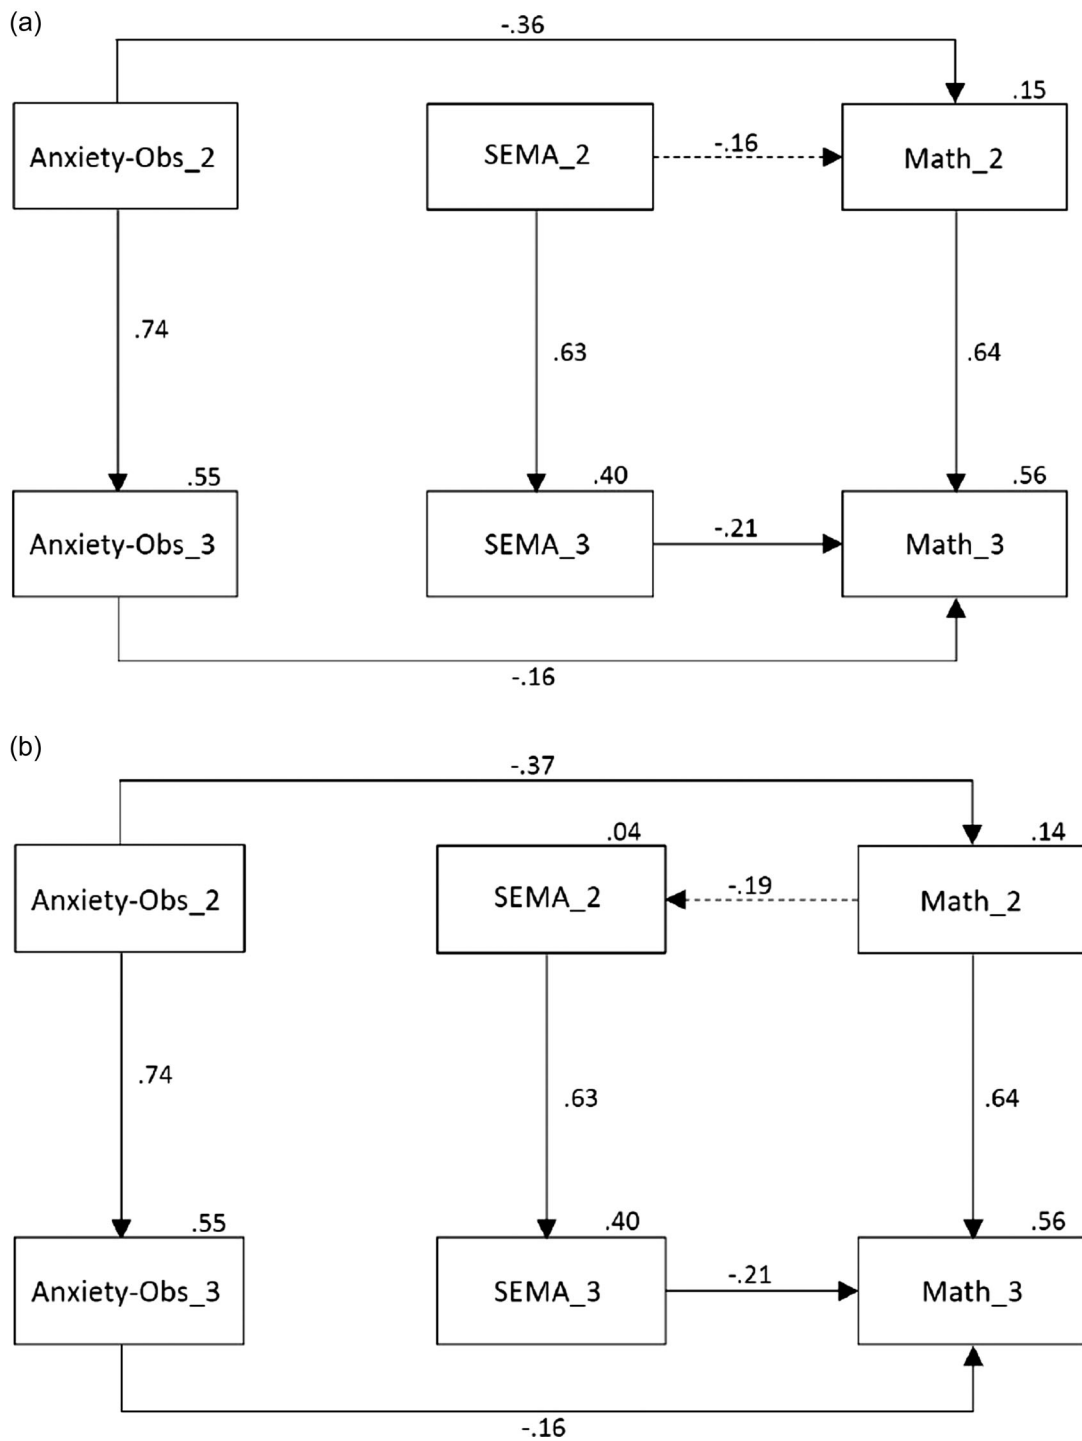 (a)
-.36
.15
Anxiety-Obs_2
SEMA_2
-.16
Math_2
.74
.63
.64
.55
.40
.56
Anxiety-Obs_3
SEMA_3
-.21
Math_3
-.16
(b)
-.37
.04
.14
Anxiety-Obs_2
SEMA_2
-.19
Math_2
.74
.63
.64
.55
.40
.56
Anxiety-Obs_3
SEMA_3
-.21
Math_3
-.16